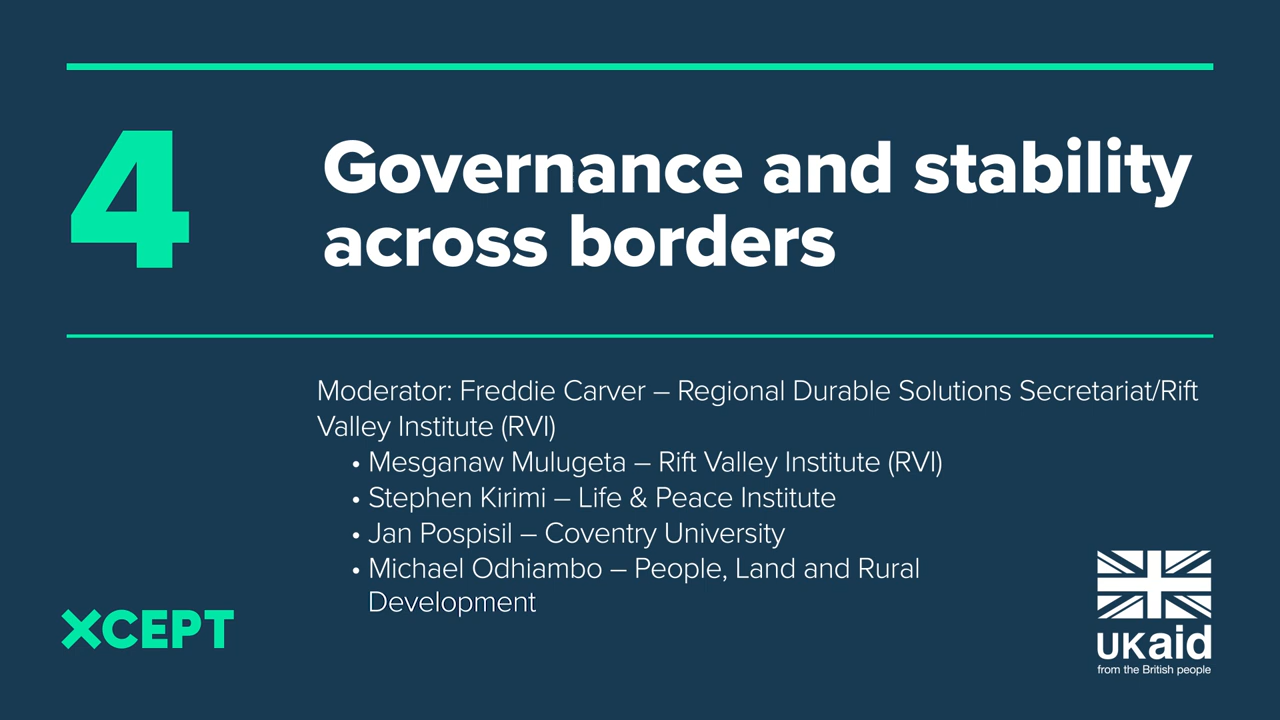 4
Governance and stability
across borders
Moderator: Freddie Carver – Regional Durable Solutions Secretariat/Rift
Valley Institute (RVI)
• Mesganaw Mulugeta – Rift Valley Institute (RVI)
• Stephen Kirimi – Life & Peace Institute
• Jan Pospisil – Coventry University
• Michael Odhiambo – People, Land and Rural
Development
XCEPT
UKaid
from the British people